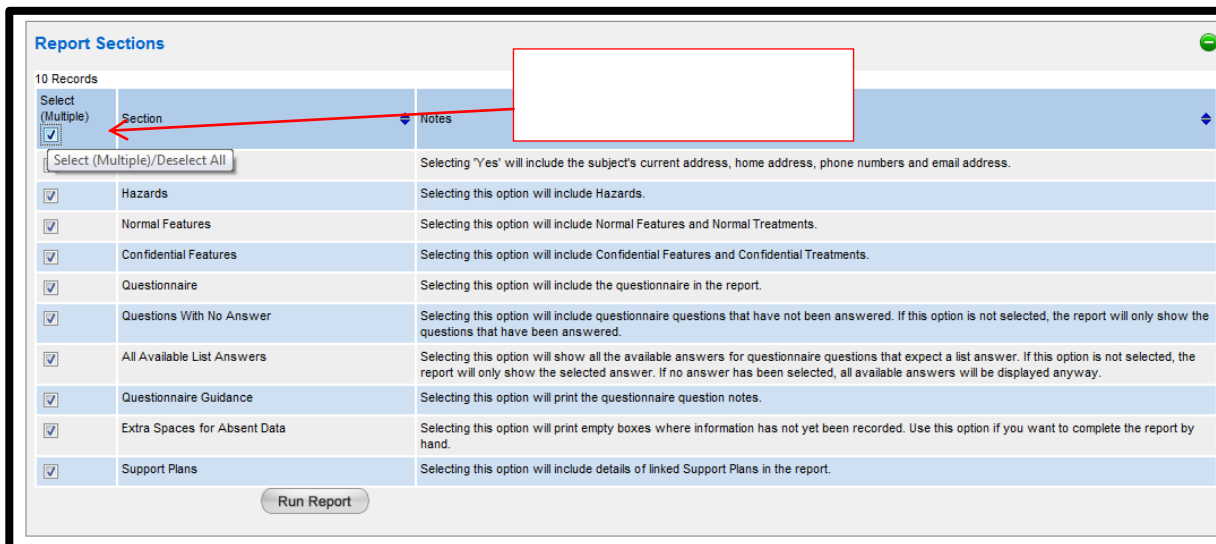 Report Sections
10 Records
Select
(Multiple)
Section
Notes
Select (Multiple)/Deselect All
Selecting 'Yes' will include the subject's current address, home address, phone numbers and email address.
Hazards
Selecting this option will include Hazards.
Normal Features
Selecting this option will include Normal Features and Normal Treatments.
Confidential Features
Selecting this option will include Confidential Features and Confidential Treatments.
Questionnaire
Selecting this option will include the questionnaire in the report.
Questions With No Answer
Selecting this option will include questionnaire questions that have not been answered. If this option is not selected, the report will only show the
questions that have been answered.
All Available List Answers
Selecting this option will show all the available answers for questionnaire questions that expect a list answer. If this option is not selected, the
report will only show the selected answer. If no answer has been selected, all available answers will be displayed anyway.
Questionnaire Guidance
Selecting this option will print the questionnaire question notes.
Extra Spaces for Absent Data
Selecting this option will print empty boxes where information has not yet been recorded. Use this option if you want to complete the report by
hand.
Support Plans
Selecting this option will include details of linked Support Plans in the report.
Run Report